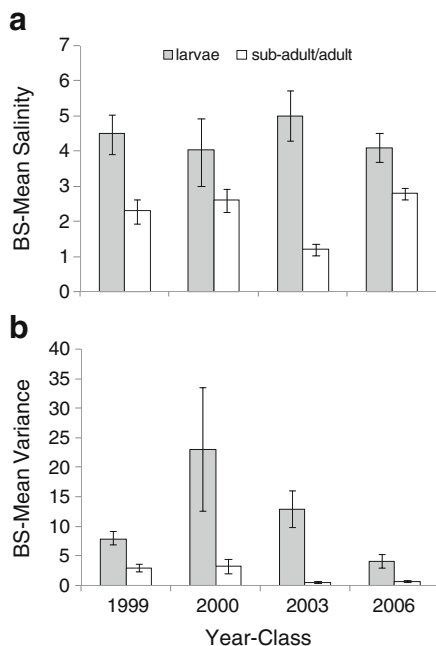 a
larvae sub-adult/adult
BS-Mean Salinity
7
6
5
4
3
2
1
0
b
BS-Mean Variance
40
35
30
25
20
15
10
5
0
1999 2000 2003 2006
Year-Class